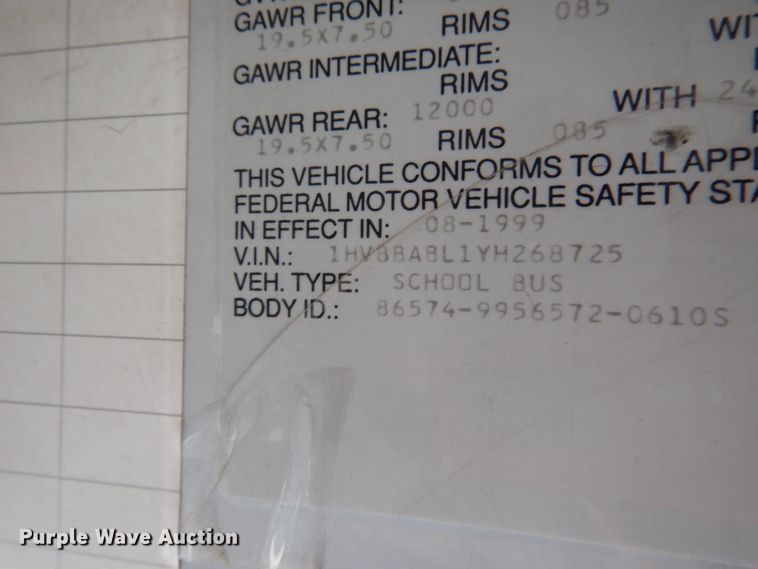 GAWR FRONT:
19.5X7.50 RIMS 085
GAWR INTERMEDIATE:
RIMS
GAWR REAR: 12000 WITH 24
19.5X7.50 RIMS 085
THIS VEHICLE CONFORMS TO ALL APPL
FEDERAL MOTOR VEHICLE SAFETY STA
IN EFFECT IN: 08-1999
V.I.N.: 1HVBBABL1YH268725
VEH. TYPE: SCHOOL BUS
BODY ID.: 86574-9956572-0610S
Purple Wave Auction